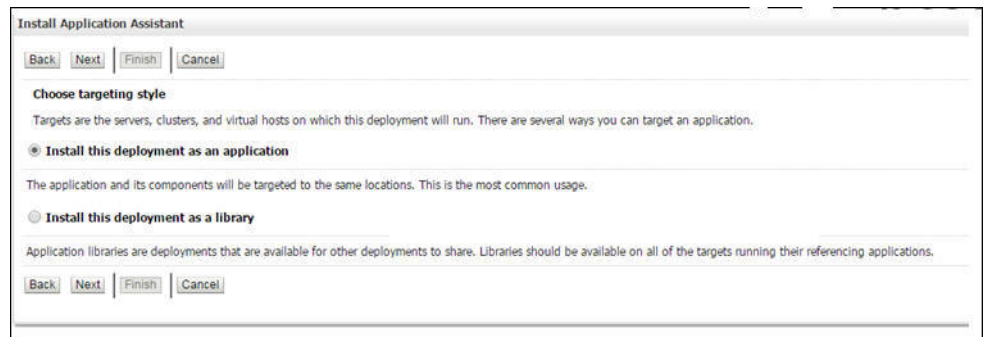 Install Application Assistant
Back Next Finish Cancel
Choose targeting style
Targets are the servers, clusters, and virtual hosts on which this deployment will run. There are several ways you can target an application.
Install this deployment as an application
The application and its components will be targeted to the same locations. This is the most common usage.
Install this deployment as a library
Application libraries are deployments that are available for other deployments to share. Libraries should be available on all of the targets running their referencing applications.
Back Next Finish Cancel